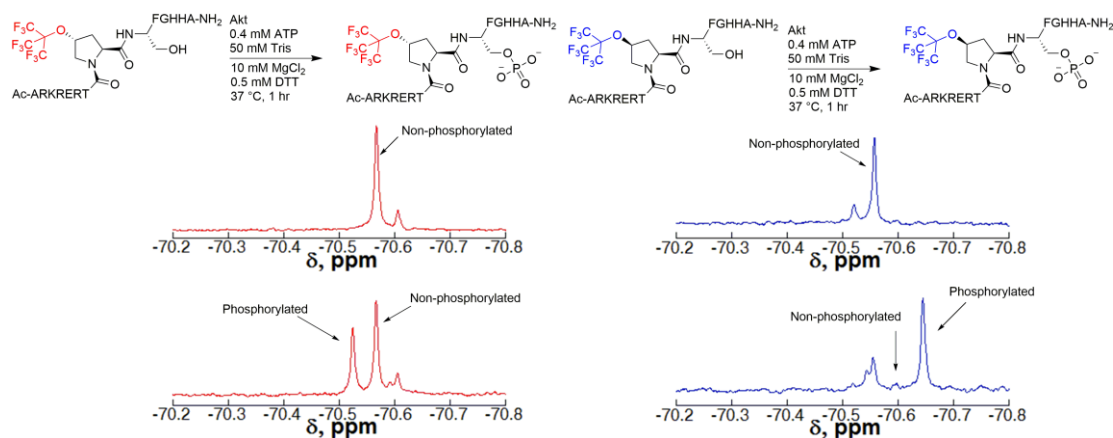 F₃C
F₃C
F₃C
O
HN
FGHHA-NH₂
OH
N
O
O
Ac-ARKRERT
Akt
0.4 mM ATP
50 mM Tris
10 mM MgCl₂
0.5 mM DTT
37 °C, 1 hr
F₃C
F₃C
F₃C
O
HN
FGHHA-NH₂
O
P
O⁻
O⁻
O
N
O
O
Ac-ARKRERT
F₃C
F₃C
F₃C
O
HN
FGHHA-NH₂
OH
N
O
O
Ac-ARKRERT
Akt
0.4 mM ATP
50 mM Tris
10 mM MgCl₂
0.5 mM DTT
37 °C, 1 hr
F₃C
F₃C
F₃C
O
HN
FGHHA-NH₂
O
P
O⁻
O⁻
O
N
O
O
Ac-ARKRERT
Non-phosphorylated
-70.2 -70.3 -70.4 -70.5 -70.6 -70.7 -70.8
δ, ppm
Non-phosphorylated
-70.2 -70.3 -70.4 -70.5 -70.6 -70.7 -70.8
δ, ppm
Phosphorylated
Non-phosphorylated
-70.2 -70.3 -70.4 -70.5 -70.6 -70.7 -70.8
δ, ppm
Non-phosphorylated
Phosphorylated
-70.2 -70.3 -70.4 -70.5 -70.6 -70.7 -70.8
δ, ppm